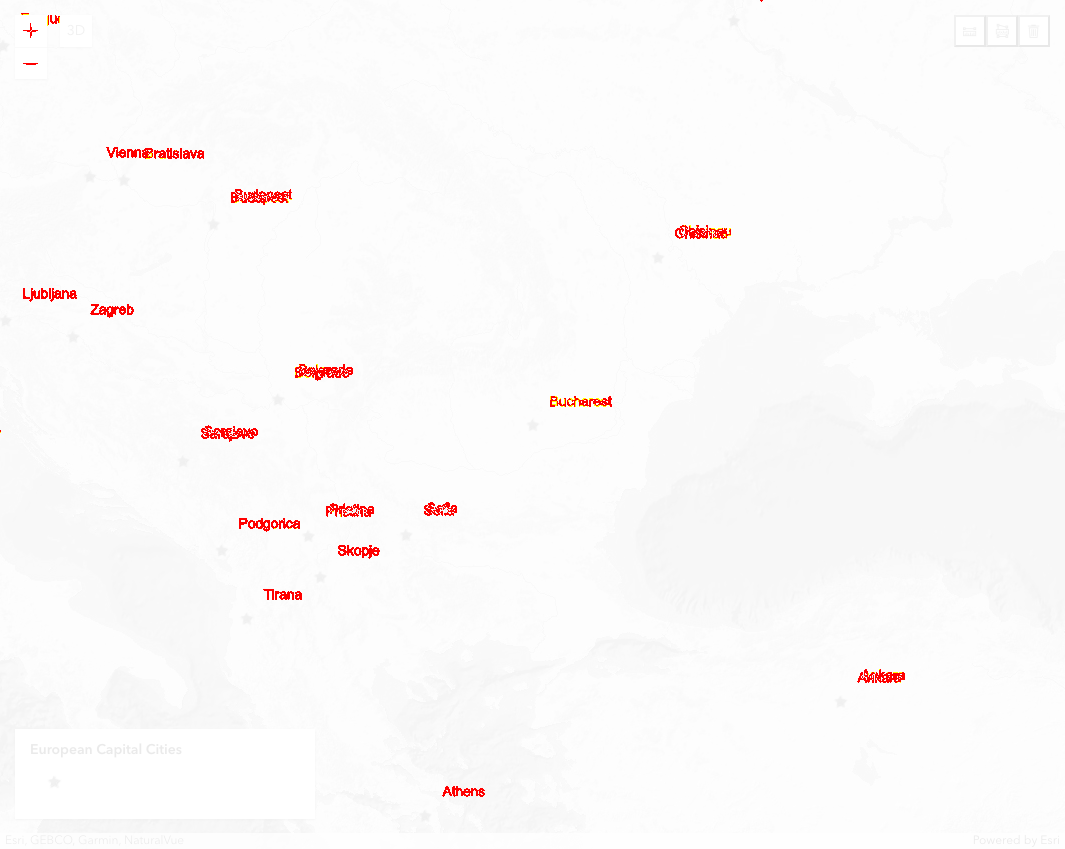 3D
Vienna
Bratislava
Budapest
Chisinau
Ljubljana
Zagreb
Belgrade
Bucharest
Sarajevo
Pristina
Sofia
Podgorica
Skopje
Tirana
Ankara
European Capital Cities
Athens
Esri, GEBCO, Garmin, NaturalVue
Powered by Esri